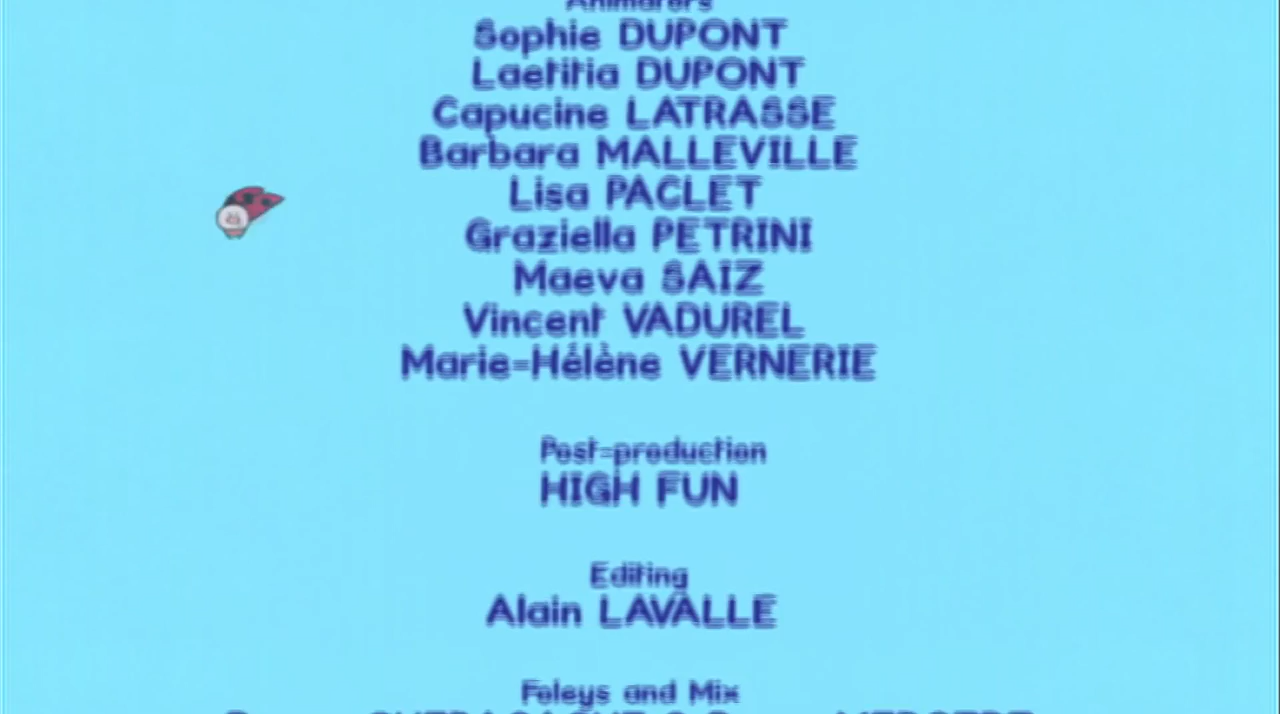 Animators
Sophie DUPONT
Laetitia DUPONT
Capucine LATRASSE
Barbara MALLEVILLE
Lisa PACLET
Graziella PETRINI
Maeva SAIZ
Vincent VADUREL
Marie-Hélène VERNERIE
Post-production
HIGH FUN
Editing
Alain LAVALLE
Foleys and Mix